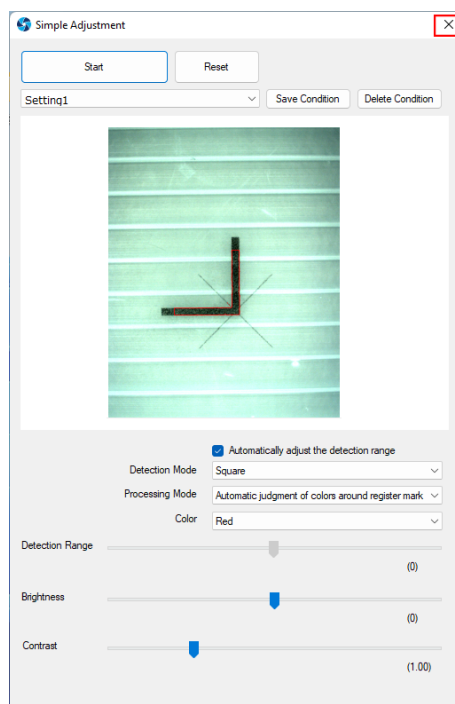 Simple Adjustment
Start Reset
Setting1 Save Condition Delete Condition
Automatically adjust the detection range
Detection Mode Square
Processing Mode Automatic judgment of colors around register mark
Color Red
Detection Range
(0)
Brightness
(0)
Contrast
(1.00)